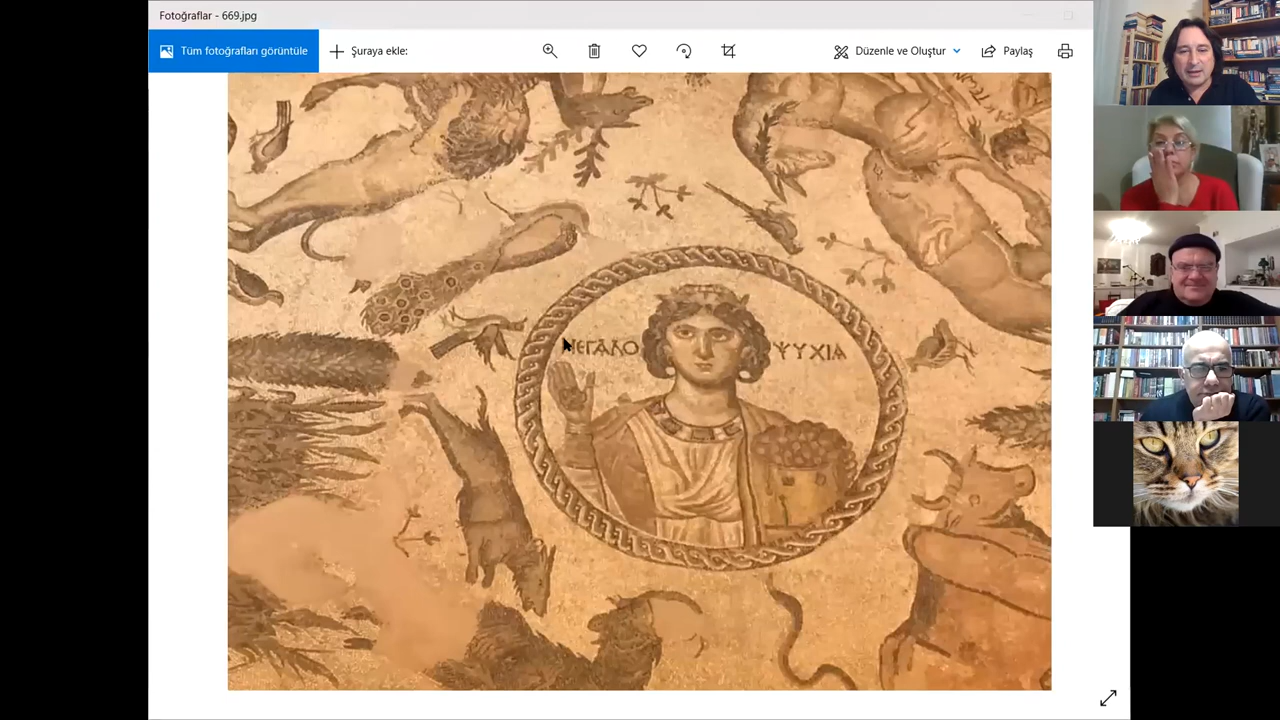 Fotoğraflar - 669.jpg
Tüm fotoğrafları görüntüle
Şuraya ekle:
Düzenle ve Oluştur
Paylaş
ΜΕΓΑΛΟ ΨΥΧΙΑ